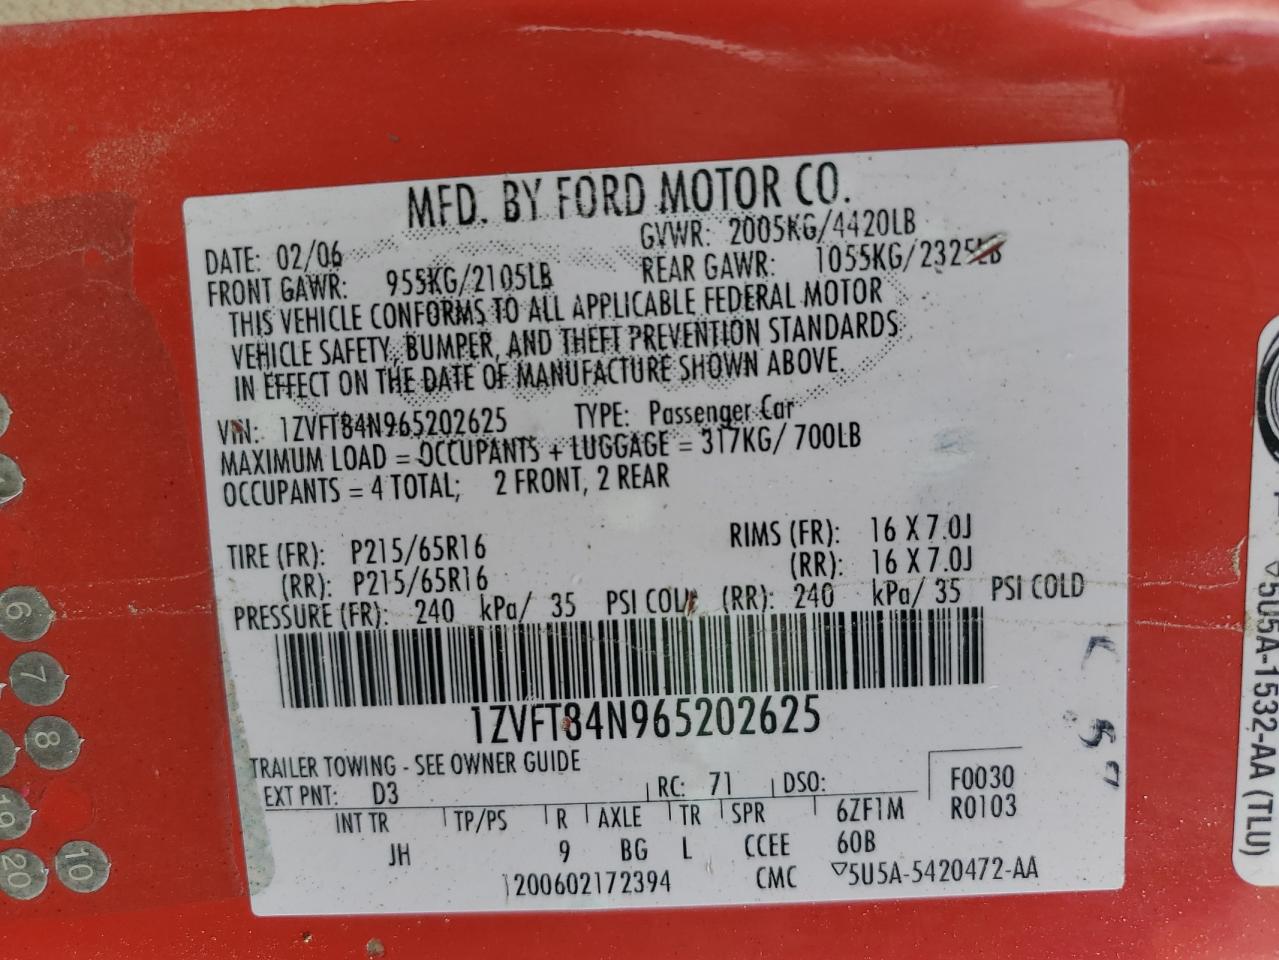 MFD. BY FORD MOTOR CO.
DATE: 02/06 GVWR: 2005KG/4420LB
FRONT GAWR: 955KG/2105LB REAR GAWR: 1055KG/2325LB
THIS VEHICLE CONFORMS TO ALL APPLICABLE FEDERAL MOTOR
VEHICLE SAFETY, BUMPER, AND THEFT PREVENTION STANDARDS
IN EFFECT ON THE DATE OF MANUFACTURE SHOWN ABOVE.
VIN: 1ZVFT84N965202625 TYPE: Passenger Car
MAXIMUM LOAD = OCCUPANTS + LUGGAGE = 317KG/ 700LB
OCCUPANTS = 4 TOTAL; 2 FRONT, 2 REAR
TIRE (FR): P215/65R16 RIMS (FR): 16 X 7.0J
(RR): P215/65R16 (RR): 16 X 7.0J
PRESSURE (FR): 240 kPa/ 35 PSI COLD (RR): 240 kPa/ 35 PSI COLD
1ZVFT84N965202625
TRAILER TOWING - SEE OWNER GUIDE
EXT PNT: D3 RC: 71 DSO: F0030
INT TR TP/PS R AXLE TR SPR 6ZF1M R0103
JH 9 BG L CCEE 60B
1200602172394 CMC ▽5U5A-5420472-AA
▽5U5A-1532-AA (TLU)
6
7
8
19
20 10